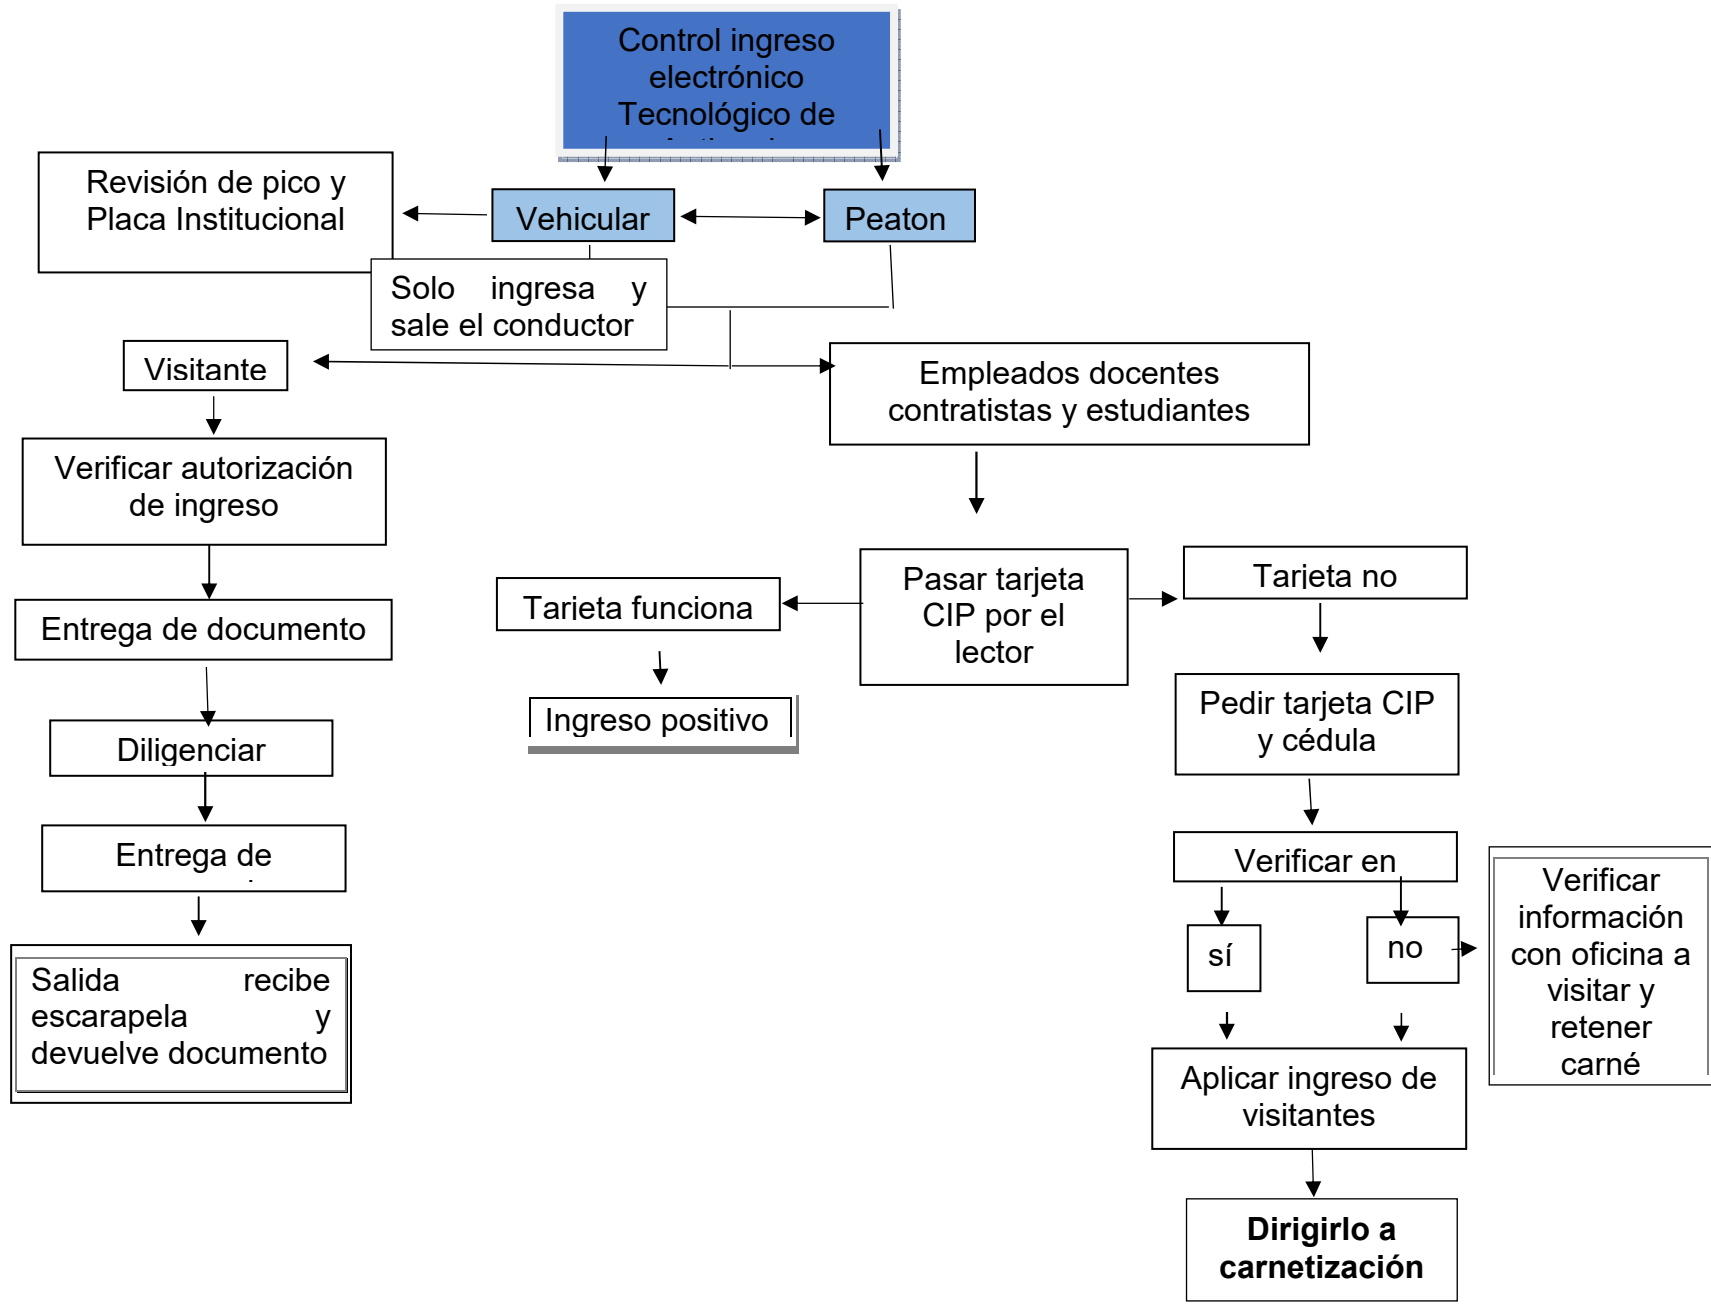 Control ingreso
electrónico
Tecnológico de
Revisión de pico y
Placa Institucional
Vehicular
Peaton
Solo ingresa y
sale el conductor
Visitante
Empleados docentes
contratistas y estudiantes
Verificar autorización
de ingreso
Entrega de documento
Diligenciar
Entrega de
Salida recibe
escarapela y
devuelve documento
Tarjeta funciona
Ingreso positivo
Pasar tarjeta
CIP por el
lector
Tarjeta no
Pedir tarjeta CIP
y cédula
Verificar en
sí
no
Verificar
información
con oficina a
visitar y
retener
carné
Aplicar ingreso de
visitantes
Dirigirlo a
carnetización